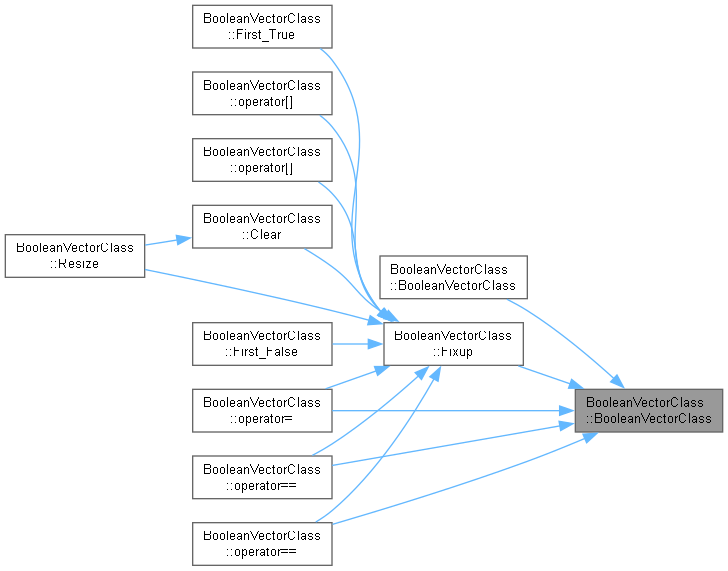 BooleanVectorClass
::First_True
BooleanVectorClass
::operator[]
BooleanVectorClass
::operator[]
BooleanVectorClass
::Clear
BooleanVectorClass
::Resize
BooleanVectorClass
::BooleanVectorClass
BooleanVectorClass
::First_False
BooleanVectorClass
::Fixup
BooleanVectorClass
::operator=
BooleanVectorClass
::BooleanVectorClass
BooleanVectorClass
::operator==
BooleanVectorClass
::operator==